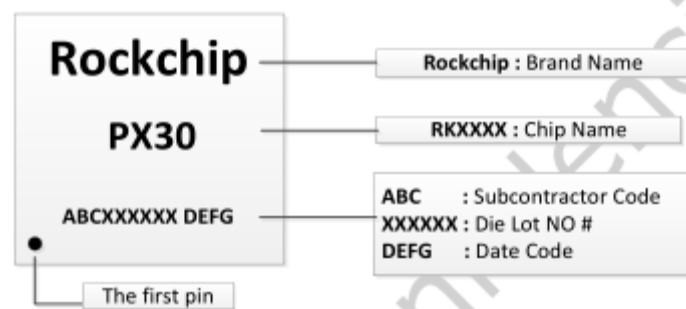 Rockchip
Rockchip : Brand Name
PX30
RKXXXX : Chip Name
ABCXXXXXX DEFG
ABC : Subcontractor Code
XXXXXX : Die Lot NO #
DEFG : Date Code
The first pin